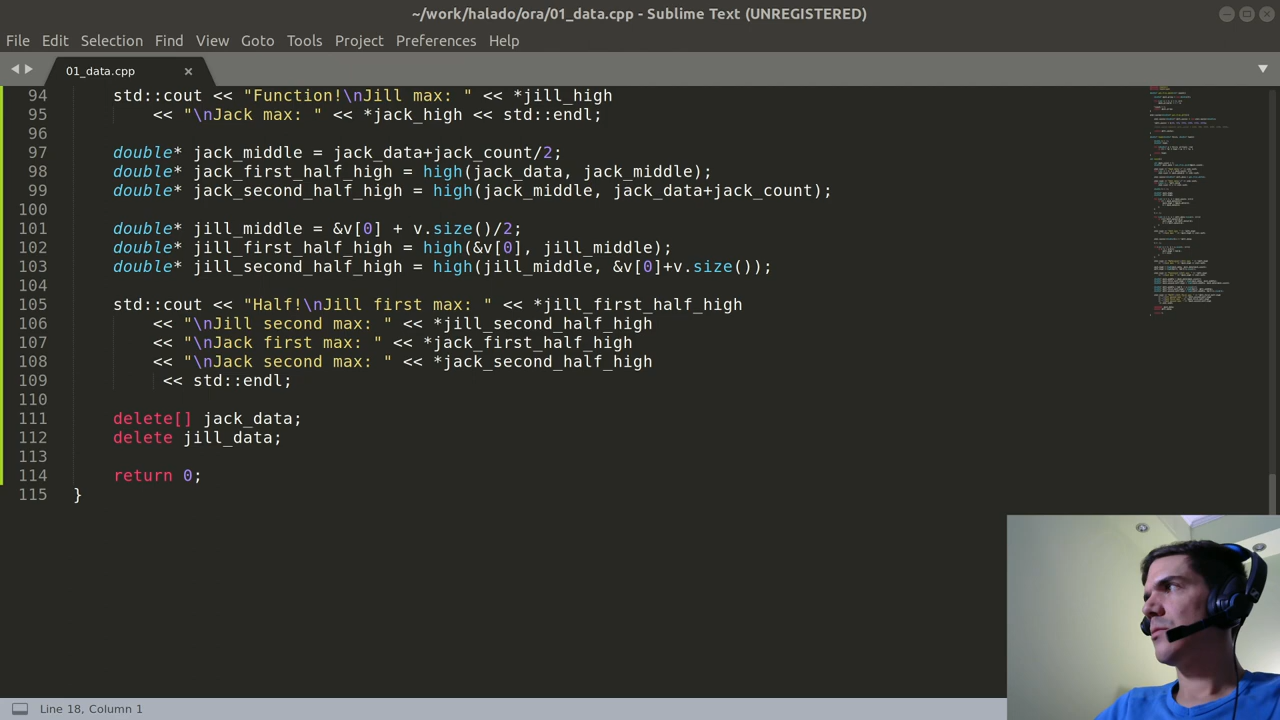 ~/work/halado/ora/01_data.cpp - Sublime Text (UNREGISTERED)
File Edit Selection Find View Goto Tools Project Preferences Help
01_data.cpp
94 std::cout << "Function!\nJill max: " << *jill_high
95 << "\nJack max: " << *jack_high << std::endl;
96
97 double* jack_middle = jack_data+jack_count/2;
98 double* jack_first_half_high = high(jack_data, jack_middle);
99 double* jack_second_half_high = high(jack_middle, jack_data+jack_count);
100
101 double* jill_middle = &v[0] + v.size()/2;
102 double* jill_first_half_high = high(&v[0], jill_middle);
103 double* jill_second_half_high = high(jill_middle, &v[0]+v.size());
104
105 std::cout << "Half!\nJill first max: " << *jill_first_half_high
106 << "\nJill second max: " << *jill_second_half_high
107 << "\nJack first max: " << *jack_first_half_high
108 << "\nJack second max: " << *jack_second_half_high
109 << std::endl;
110
111 delete[] jack_data;
112 delete jill_data;
113
114 return 0;
115 }
Line 18, Column 1